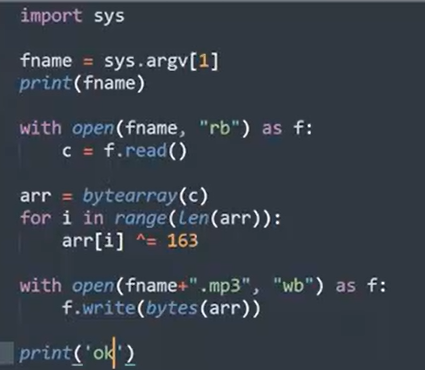 import sys
fname = sys.argv[1]
print(fname)
with open(fname, "rb") as f:
c = f.read()
arr = bytearray(c)
for i in range(len(arr)):
arr[i] ^= 163
with open(fname+".mp3", "wb") as f:
f.write(bytes(arr))
print('ok')